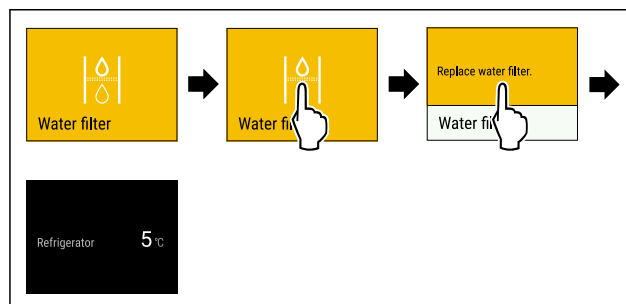 Water filter
Water fi
Replace water filter.
Water fi
Refrigerator 5 °C